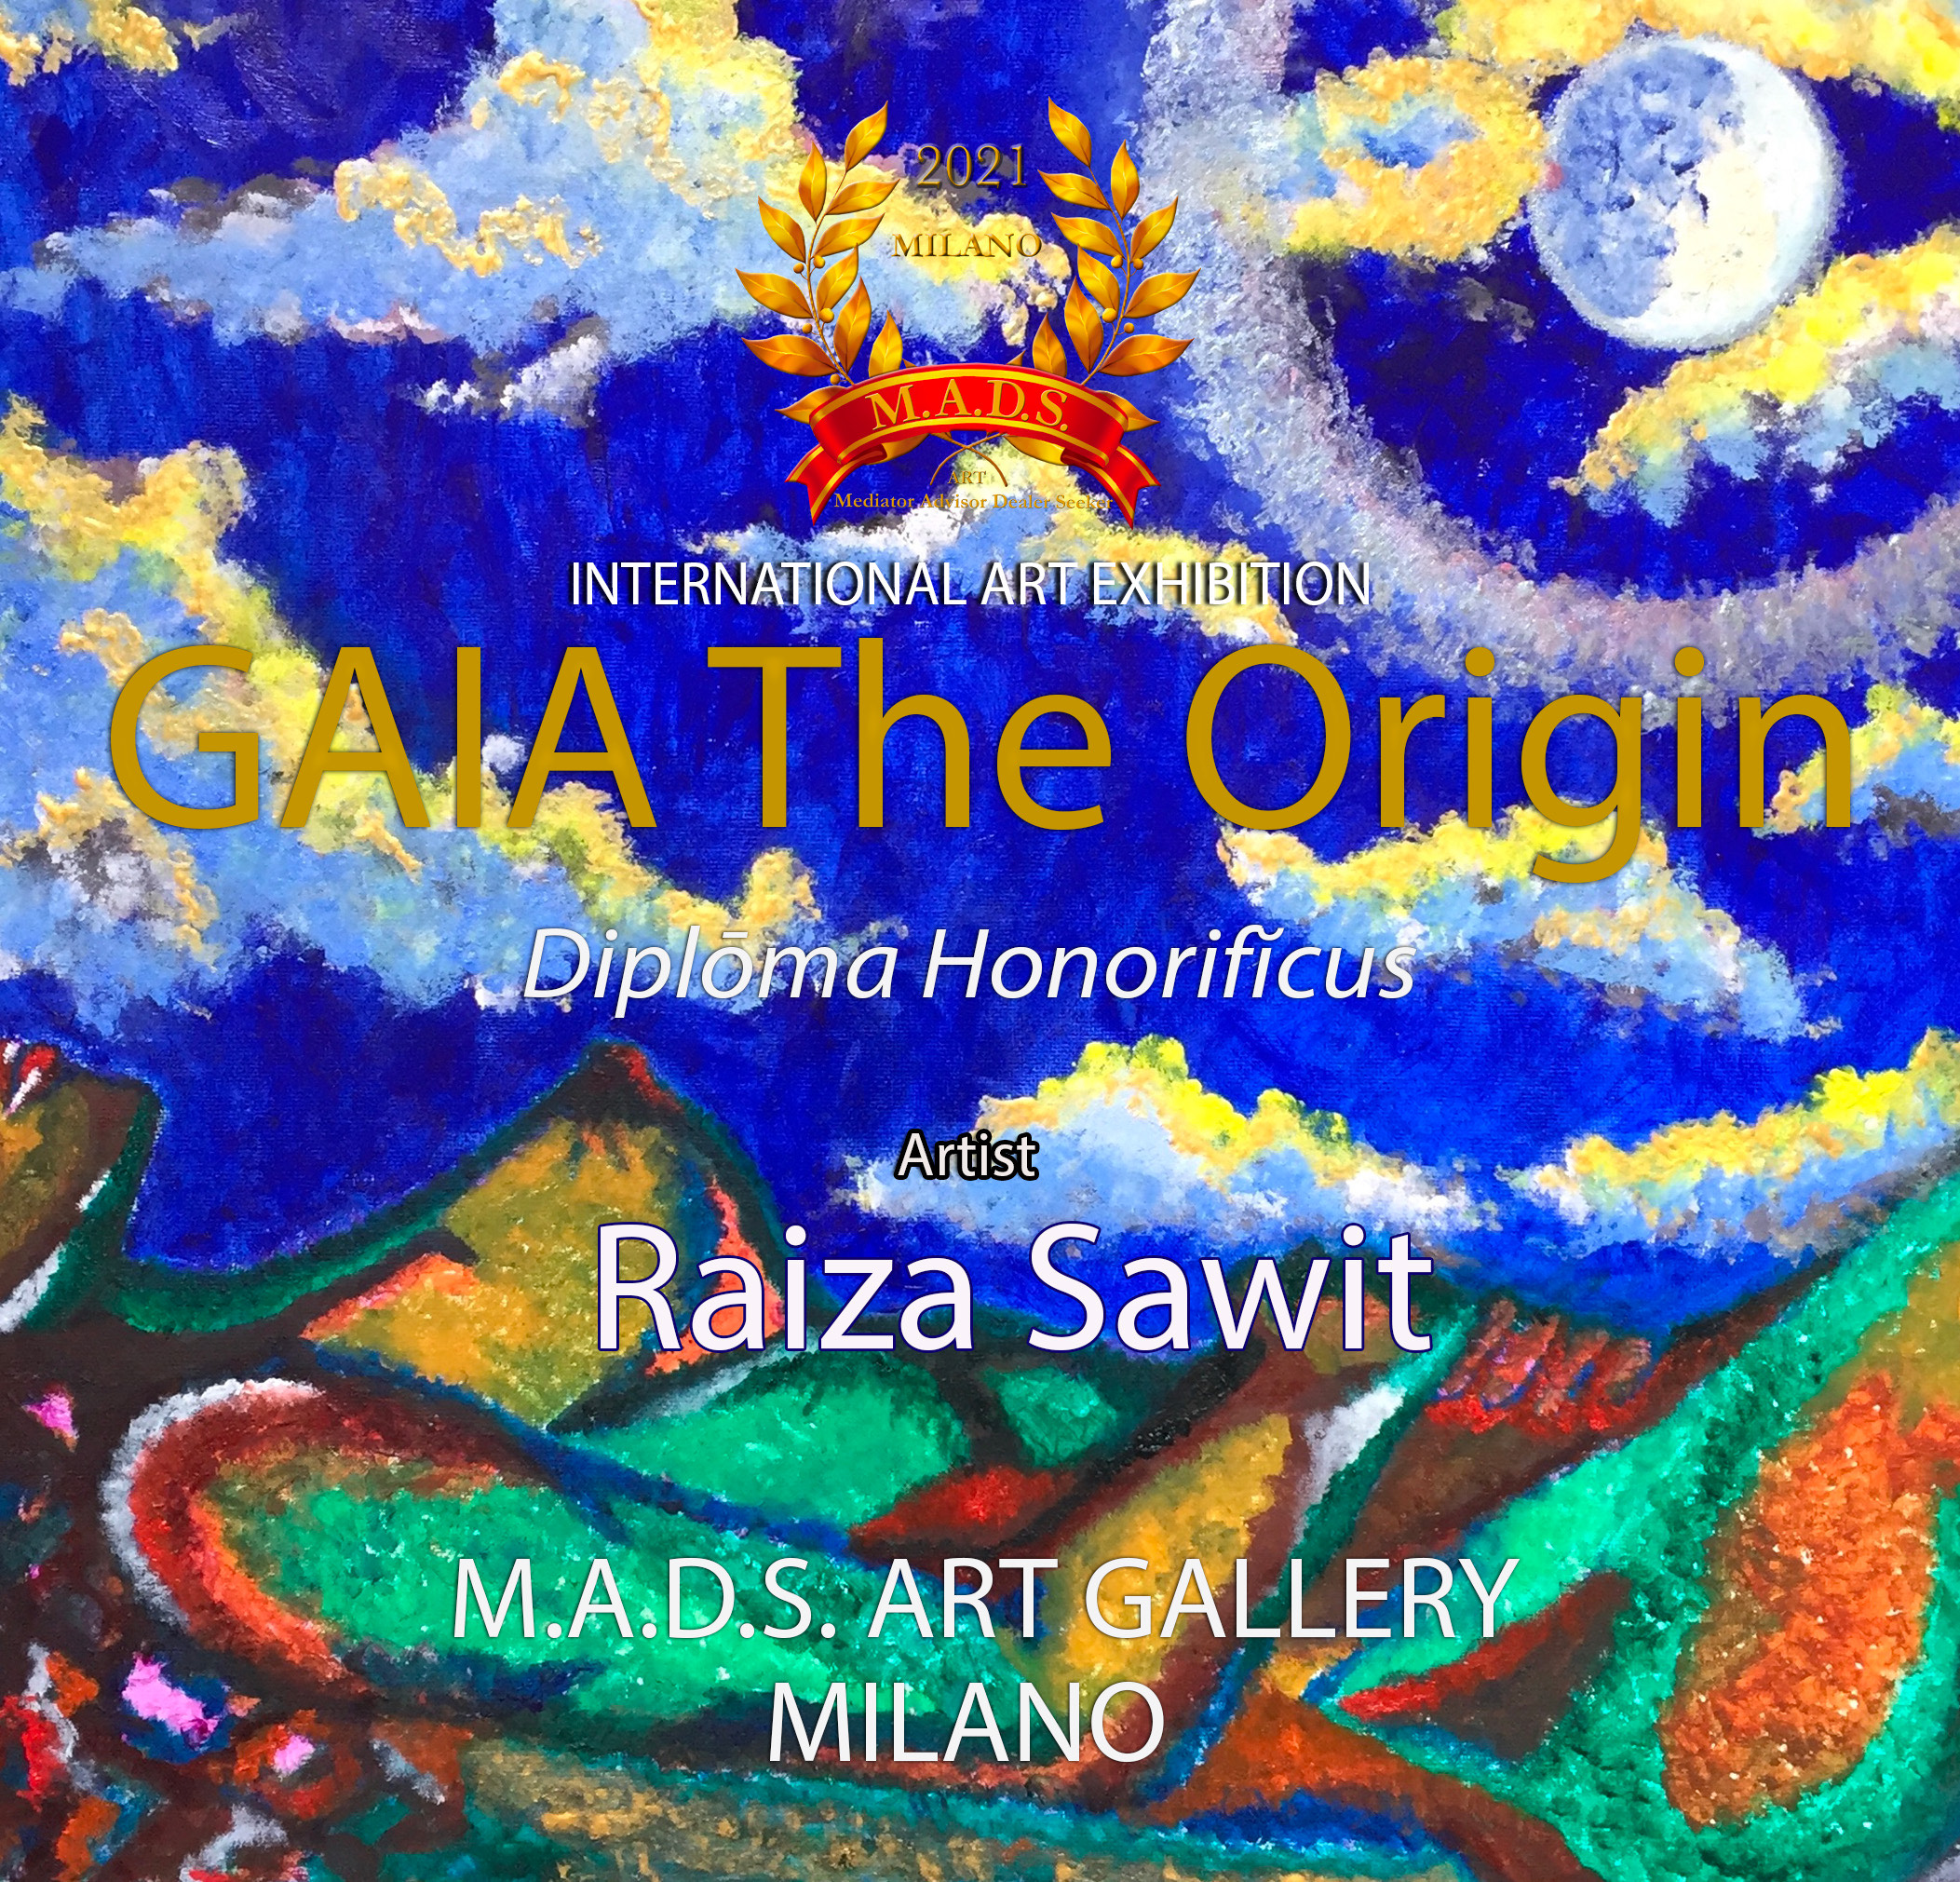 2021
MILANO
M.A.D.S.
ART
Mediator Advisor Dealer Seeker
INTERNATIONAL ART EXHIBITION
GAIA The Origin
Diplōma Honorifĭcus
Artist
Raiza Sawit
M.A.D.S. ART GALLERY
MILANO